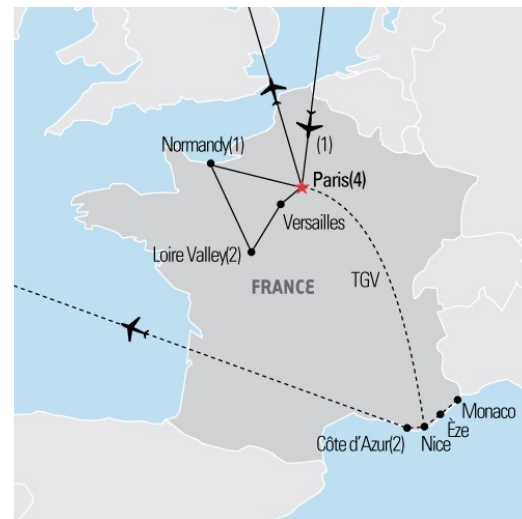 (1)
Normandy(1)
Paris(4)
Versailles
Loire Valley(2)
FRANCE
TGV
Monaco
Èze
Côte d'Azur(2)
Nice